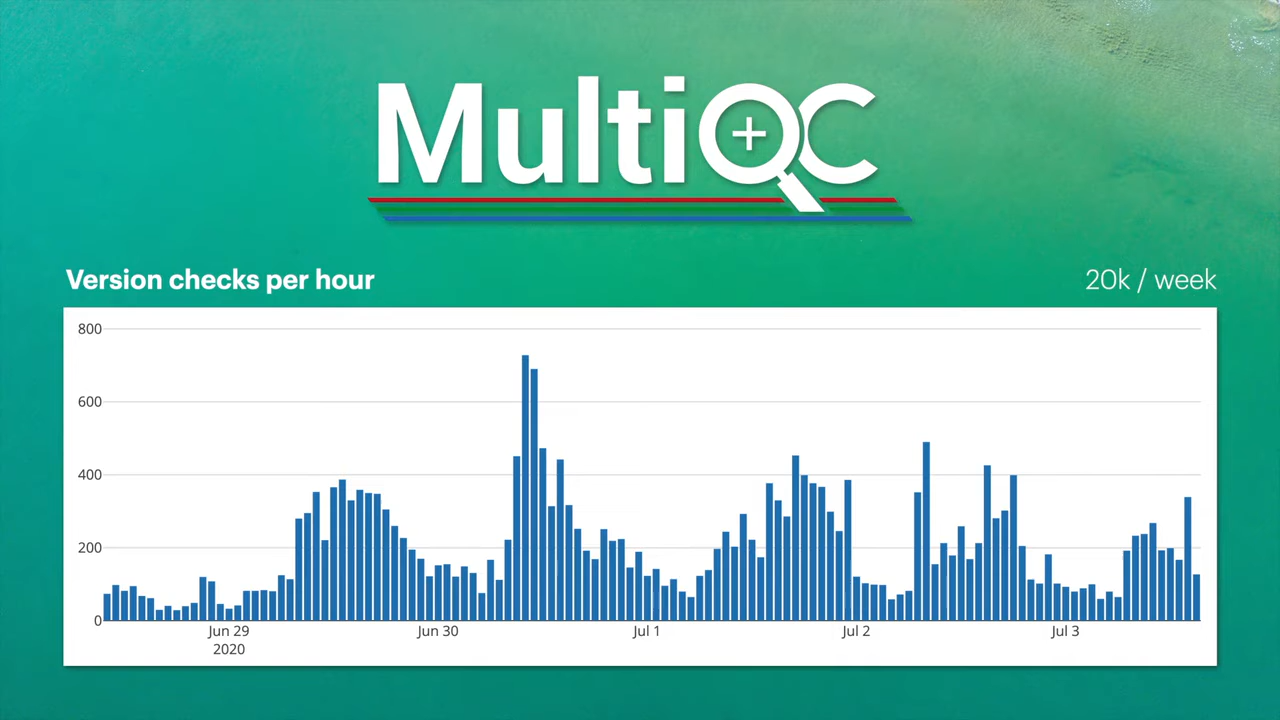 MultiQC
Version checks per hour
20k / week
800
600
400
200
0
Jun 29
2020
Jun 30
Jul 1
Jul 2
Jul 3